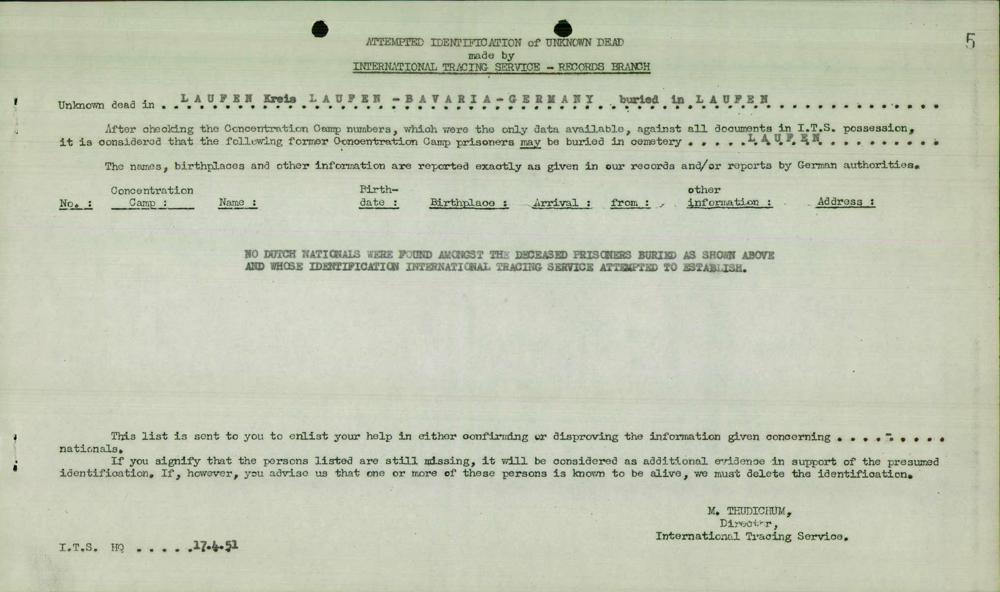 5
ATTEMPTED IDENTIFICATION of UNKNOWN DEAD
made by
INTERNATIONAL TRACING SERVICE - RECORDS BRANCH
Unknown dead in . . L A U F E N Kreis L A U F E N - B A V A R I A - G E R M A N Y . . buried in L A U F E N . . . . . . . . . . . .
After checking the Concentration Camp numbers, which were the only data available, against all documents in I.T.S. possession,
it is considered that the following former Concentration Camp prisoners may be buried in cemetery . . . . . L A U F E N . . . . . . . . .
The names, birthplaces and other information are reported exactly as given in our records and/or reports by German authorities.
No. : Concentration Camp : Name : Birth-date : Birthplace : Arrival : from : other information : Address :
NO DUTCH NATIONALS WERE FOUND AMONGST THE DECEASED PRISONERS BURIED AS SHOWN ABOVE
AND WHOSE IDENTIFICATION INTERNATIONAL TRACING SERVICE ATTEMPTED TO ESTABLISH.
This list is sent to you to enlist your help in either confirming or disproving the information given concerning . . . . - . . . . .
nationals.
If you signify that the persons listed are still missing, it will be considered as additional evidence in support of the presumed
identification. If, however, you advise us that one or more of these persons is known to be alive, we must delete the identification.
M. THUDICHUM,
Director,
International Tracing Service.
I.T.S. HQ . . . . . 17.4.51